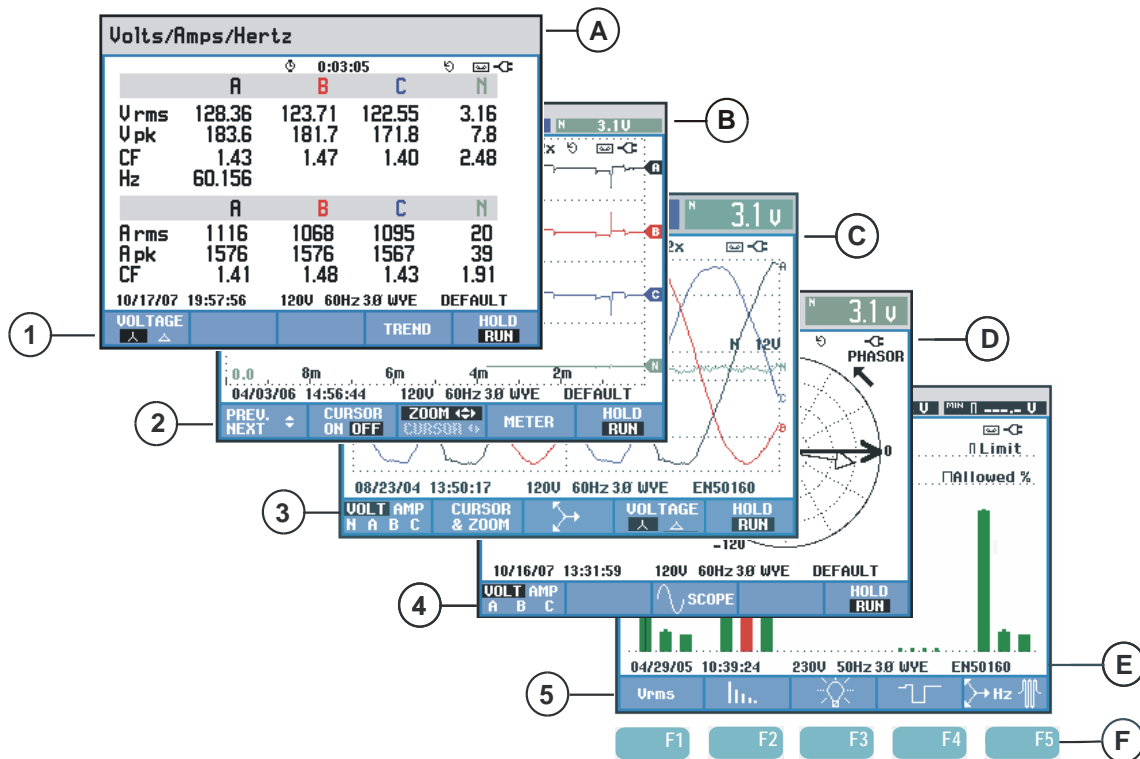 Volts/Amps/Hertz
A
0:03:05
A B C N
Vrms 128.36 123.71 122.55 3.16
Vpk 183.6 181.7 171.8 7.8
CF 1.43 1.47 1.40 2.48
Hz 60.156
A B C N
Arms 1116 1068 1095 20
Apk 1576 1576 1567 39
CF 1.41 1.48 1.43 1.91
10/17/07 19:57:56 120V 60Hz 3Ø WYE DEFAULT
1
VOLTAGE TREND HOLD
RUN
N 3.1V
B
A
B
C
N
0.0 8m 6m 4m 2m
04/03/06 14:56:44 120V 60Hz 3Ø WYE DEFAULT
2
PREV. NEXT
CURSOR ON OFF
ZOOM
CURSOR
METER
HOLD
RUN
N 3.1 V
C
2x
A
N 12V
N
C
B
08/23/04 13:50:17 120V 60Hz 3Ø WYE EN50160
3
VOLT AMP
N A B C
CURSOR & ZOOM
VOLTAGE
HOLD
RUN
N 3.1 V
D
PHASOR
0
-120
10/16/07 13:31:59 120V 60Hz 3Ø WYE DEFAULT
4
VOLT AMP
A B C
SCOPE
HOLD
RUN
V MIN ---.- V
Limit
Allowed %
E
04/29/05 10:39:24 230V 50Hz 3Ø WYE EN50160
5
Vrms Hz
F1 F2 F3 F4 F5
F